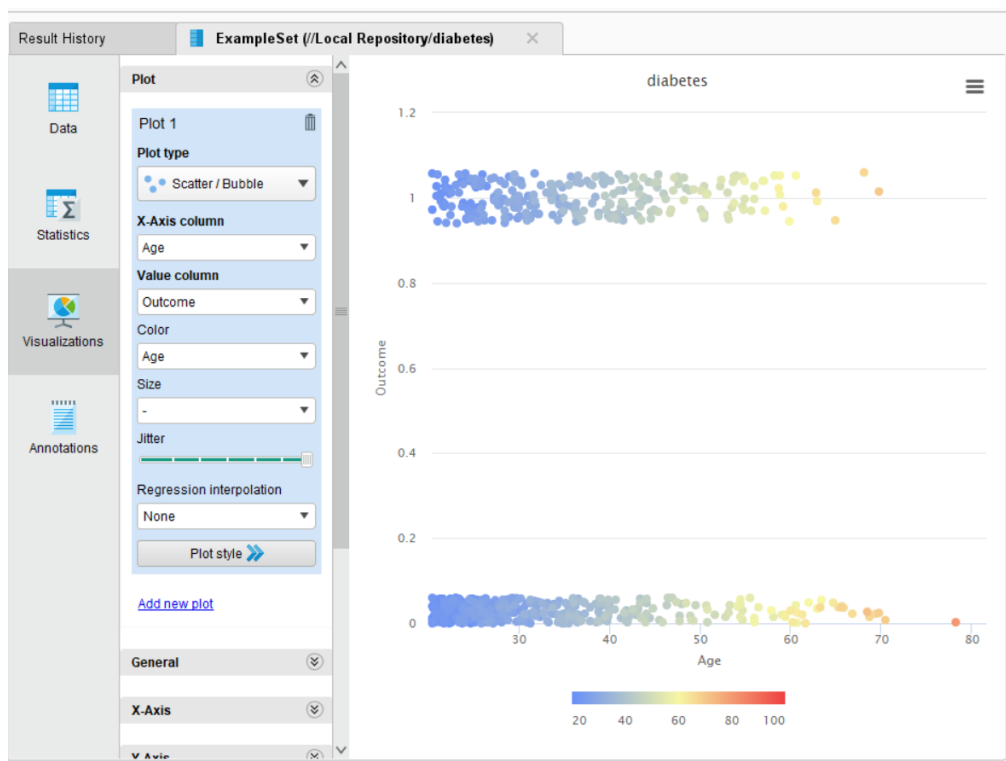 Result History
ExampleSet (//Local Repository/diabetes)
Data
Statistics
Visualizations
Annotations
Plot
Plot 1
Plot type
Scatter / Bubble
X-Axis column
Age
Value column
Outcome
Color
Age
Size
-
Jitter
Regression interpolation
None
Plot style
Add new plot
General
X-Axis
Y-Axis
diabetes
1.2
1
0.8
0.6
0.4
0.2
0
Outcome
30 40 50 60 70 80
Age
20 40 60 80 100